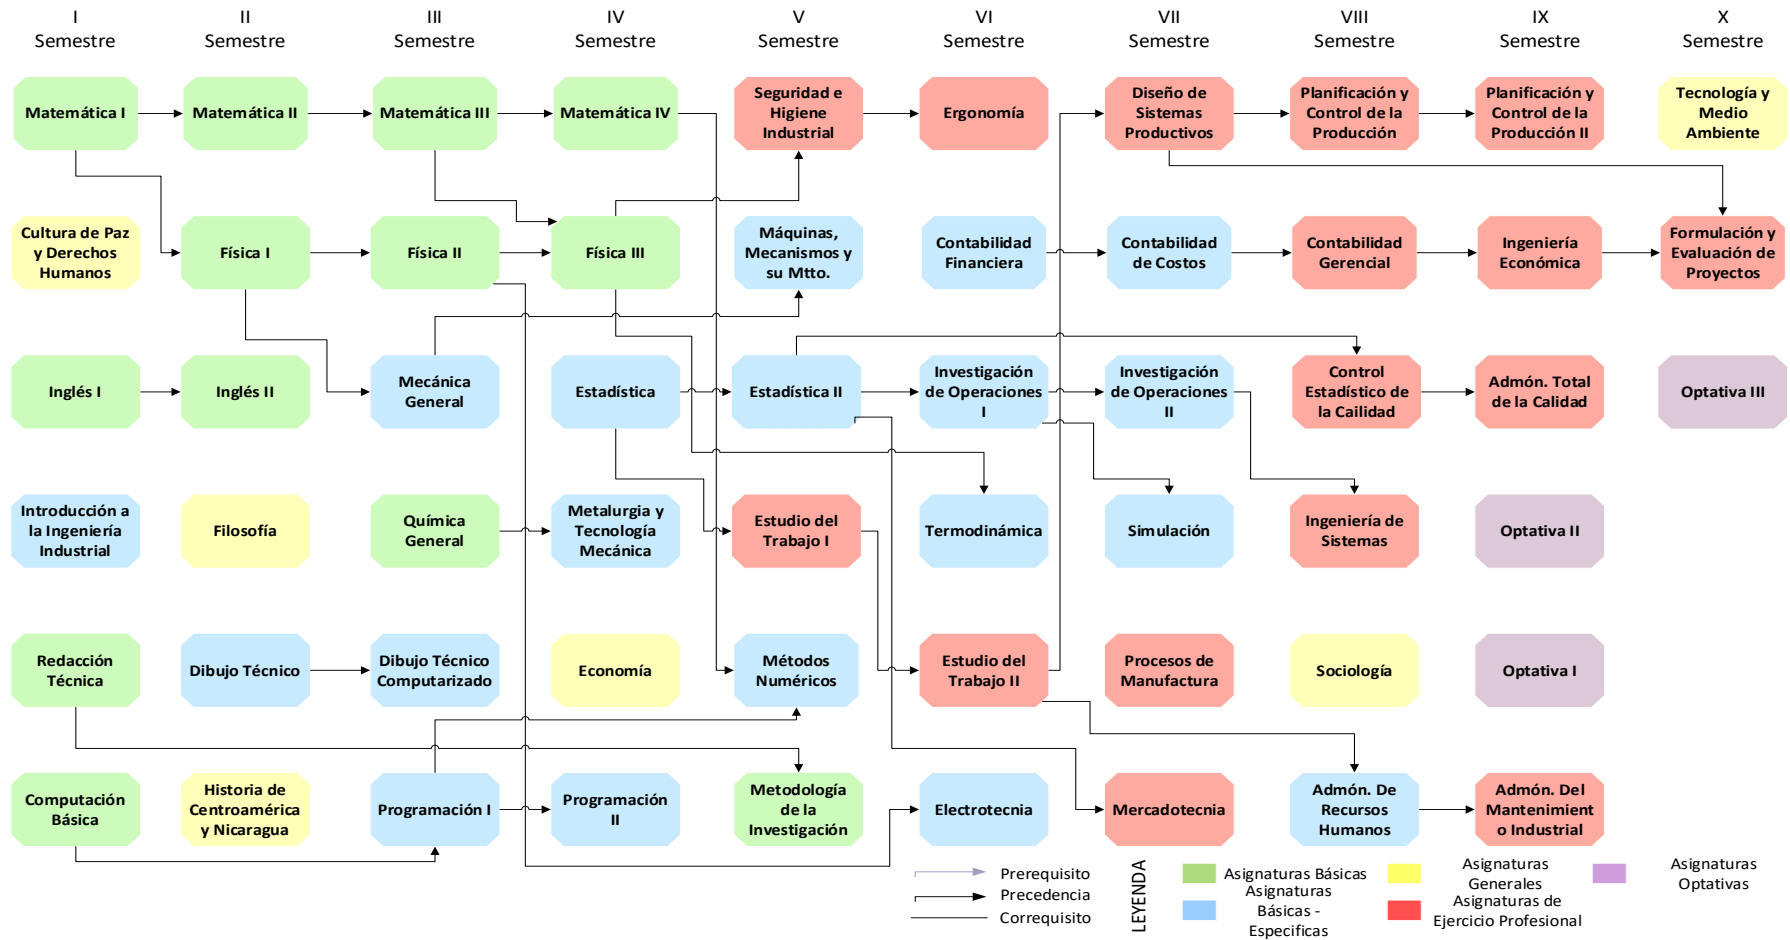 I
Semestre
II
Semestre
III
Semestre
IV
Semestre
V
Semestre
VI
Semestre
VII
Semestre
VIII
Semestre
IX
Semestre
X
Semestre
Matemática I
Matemática II
Matemática III
Matemática IV
Seguridad e
Higiene
Industrial
Ergonomía
Diseño de
Sistemas
Productivos
Planificación y
Control de la
Producción
Planificación y
Control de la
Producción II
Tecnología y
Medio
Ambiente
Cultura de Paz
y Derechos
Humanos
Física I
Física II
Física III
Máquinas,
Mecanismos y
su Mtto.
Contabilidad
Financiera
Contabilidad
de Costos
Contabilidad
Gerencial
Ingeniería
Económica
Formulación y
Evaluación de
Proyectos
Inglés I
Inglés II
Mecánica
General
Estadística
Estadística II
Investigación
de Operaciones
I
Investigación
de Operaciones
II
Control
Estadístico de
la Cailidad
Admón. Total
de la Calidad
Optativa III
Introducción a
la Ingeniería
Industrial
Filosofía
Química
General
Metalurgia y
Tecnología
Mecánica
Estudio del
Trabajo I
Termodinámica
Simulación
Ingeniería de
Sistemas
Optativa II
Redacción
Técnica
Dibujo Técnico
Dibujo Técnico
Computarizado
Economía
Métodos
Numéricos
Estudio del
Trabajo II
Procesos de
Manufactura
Sociología
Optativa I
Computación
Básica
Historia de
Centroamérica
y Nicaragua
Programación I
Programación
II
Metodología
de la
Investigación
Electrotecnia
Mercadotecnia
Admón. De
Recursos
Humanos
Admón. Del
Mantenimient
o Industrial
Prerequisito
Precedencia
Correquisito
LEYENDA
Asignaturas Básicas
Asignaturas
Básicas -
Especificas
Asignaturas
Generales
Asignaturas de
Ejercicio Profesional
Asignaturas
Optativas